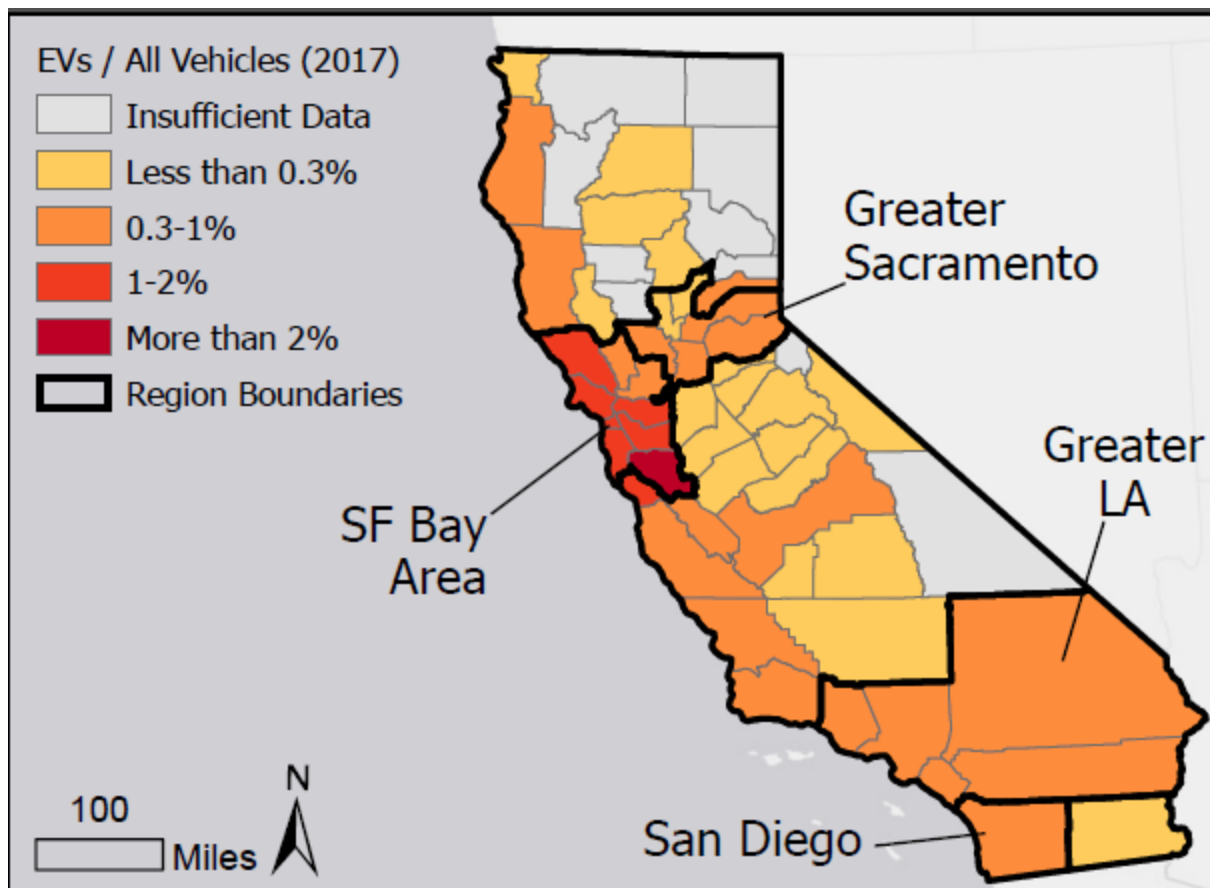 EVs / All Vehicles (2017)
Insufficient Data
Less than 0.3%
0.3-1%
1-2%
More than 2%
Region Boundaries
Greater
Sacramento
Greater
LA
SF Bay
Area
San Diego
N
100
Miles